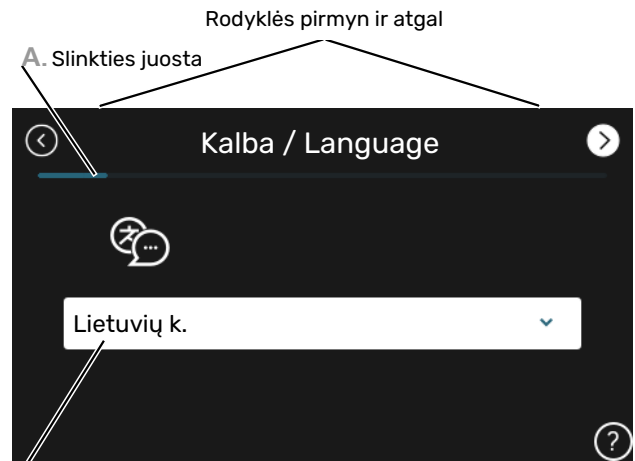 Rodyklės pirmyn ir atgal
A. Slinkties juosta
Kalba / Language
Lietuvių k.
?